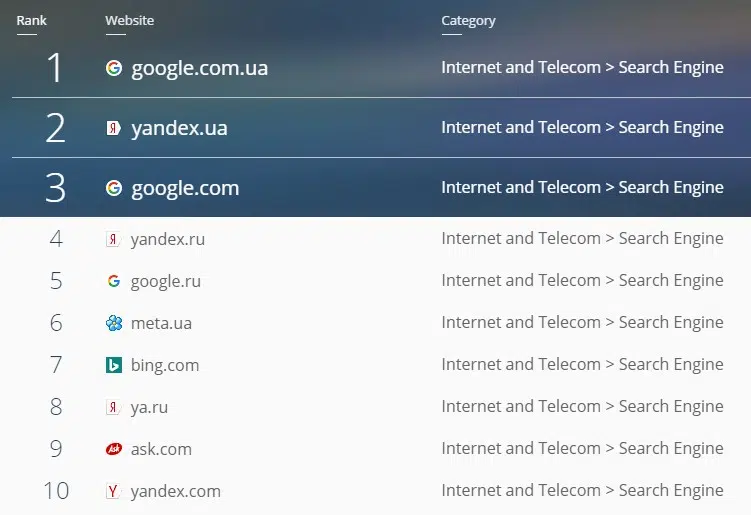 Rank Website Category
1 google.com.ua Internet and Telecom > Search Engine
2 yandex.ua Internet and Telecom > Search Engine
3 google.com Internet and Telecom > Search Engine
4 yandex.ru Internet and Telecom > Search Engine
5 google.ru Internet and Telecom > Search Engine
6 meta.ua Internet and Telecom > Search Engine
7 bing.com Internet and Telecom > Search Engine
8 ya.ru Internet and Telecom > Search Engine
9 ask.com Internet and Telecom > Search Engine
10 yandex.com Internet and Telecom > Search Engine